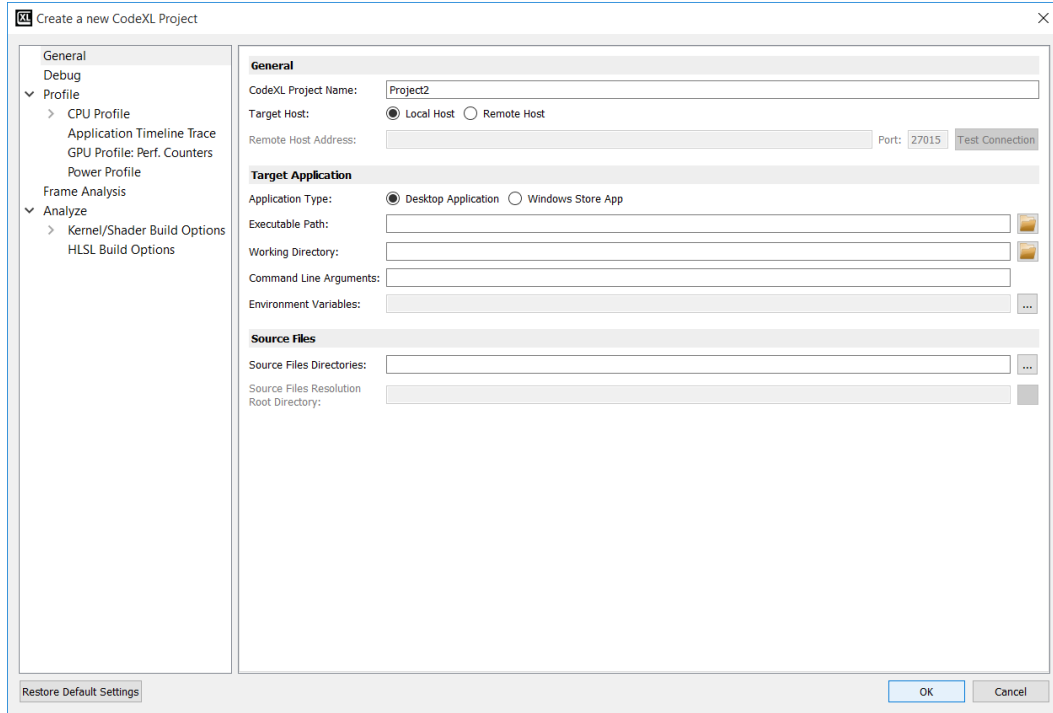 XL Create a new CodeXL Project
General
Debug
Profile
CPU Profile
Application Timeline Trace
GPU Profile: Perf. Counters
Power Profile
Frame Analysis
Analyze
Kernel/Shader Build Options
HLSL Build Options
General
CodeXL Project Name: Project2
Target Host: Local Host Remote Host
Remote Host Address: Port: 27015 Test Connection
Target Application
Application Type: Desktop Application Windows Store App
Executable Path:
Working Directory:
Command Line Arguments:
Environment Variables: ...
Source Files
Source Files Directories: ...
Source Files Resolution
Root Directory:
Restore Default Settings OK Cancel